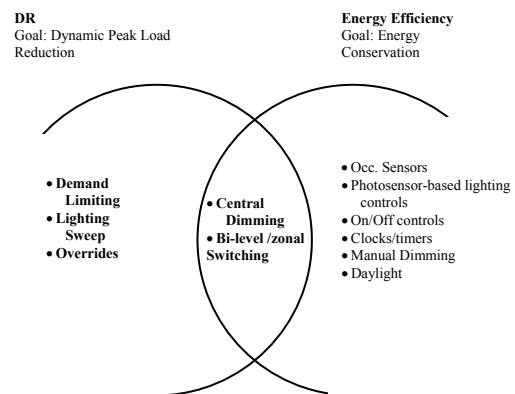 DR
Goal: Dynamic Peak Load
Reduction
Energy Efficiency
Goal: Energy
Conservation
• Demand
Limiting
• Lighting
Sweep
• Overrides
• Central
Dimming
• Bi-level /zonal
Switching
• Occ. Sensors
• Photosensor-based lighting
controls
• On/Off controls
• Clocks/timers
• Manual Dimming
• Daylight